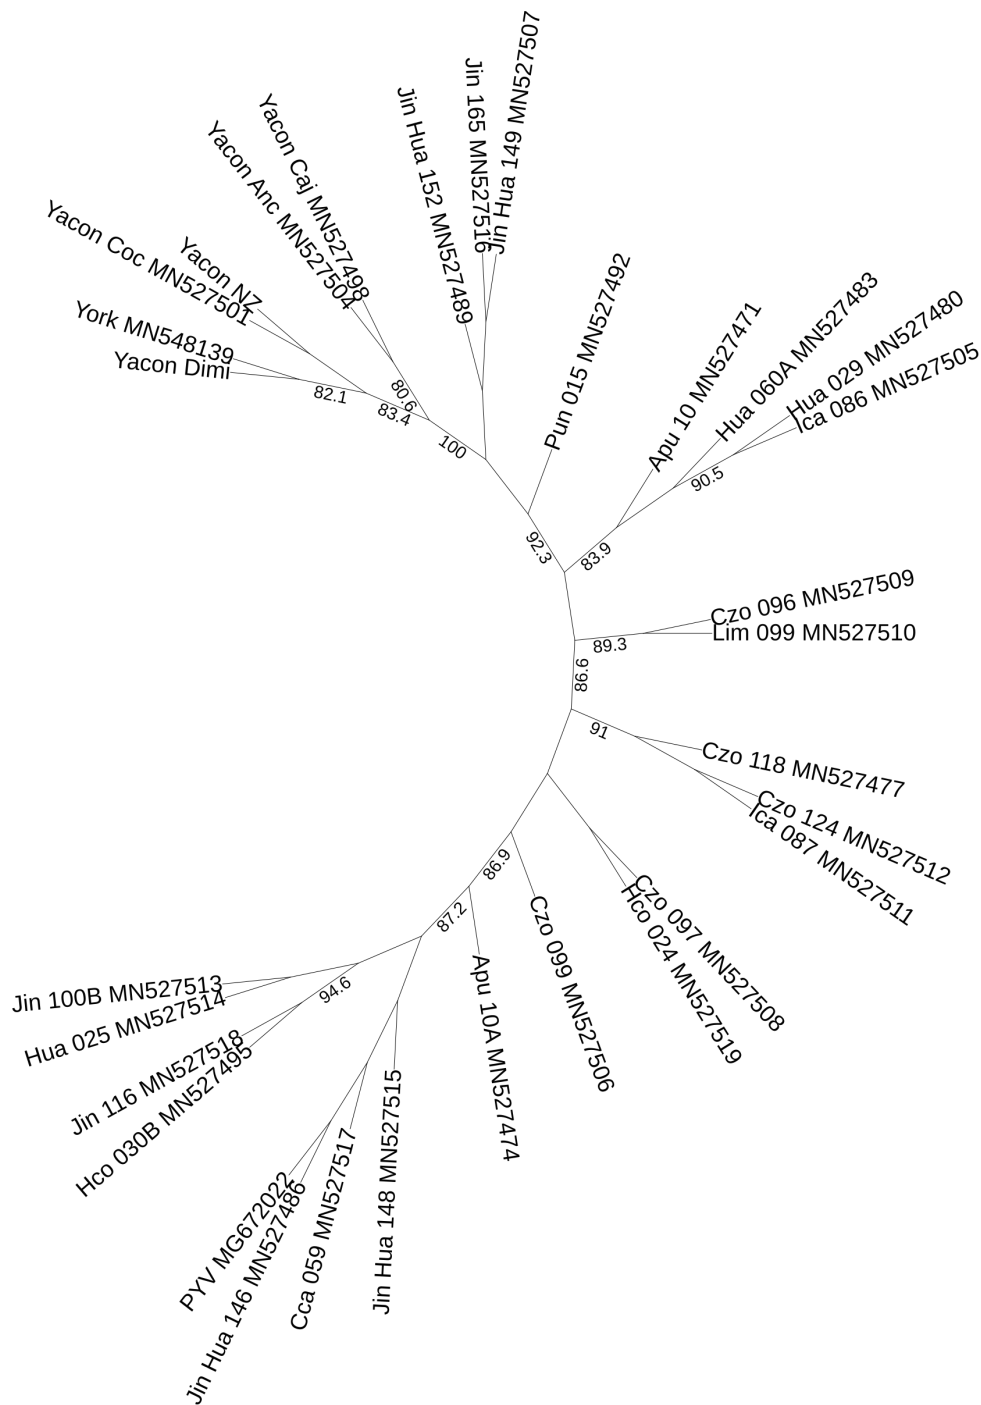 Jin Hua 149 MN527507
Jin 165 MN527516
Jin Hua 152 MN527489
Yacon Caj MN527498
Yacon Anc MN527504
Yacon NZ
Yacon Coc MN527501
York MN548139
Yacon Dimi
82.1
83.4
80.6
100
Pun 015 MN527492
92.3
Apu 10 MN527471
Hua 060A MN527483
Hua 029 MN527480
Ica 086 MN527505
90.5
83.9
Czo 096 MN527509
Lim 099 MN527510
89.3
86.6
91
Czo 118 MN527477
Czo 124 MN527512
Ica 087 MN527511
Czo 097 MN527508
Hco 024 MN527519
86.9
Czo 099 MN527506
87.2
Apu 10A MN527474
94.6
Jin 100B MN527513
Hua 025 MN527514
Jin 116 MN527518
Hco 030B MN527495
PYV MG672022
Jin Hua 146 MN527486
Cca 059 MN527517
Jin Hua 148 MN527515